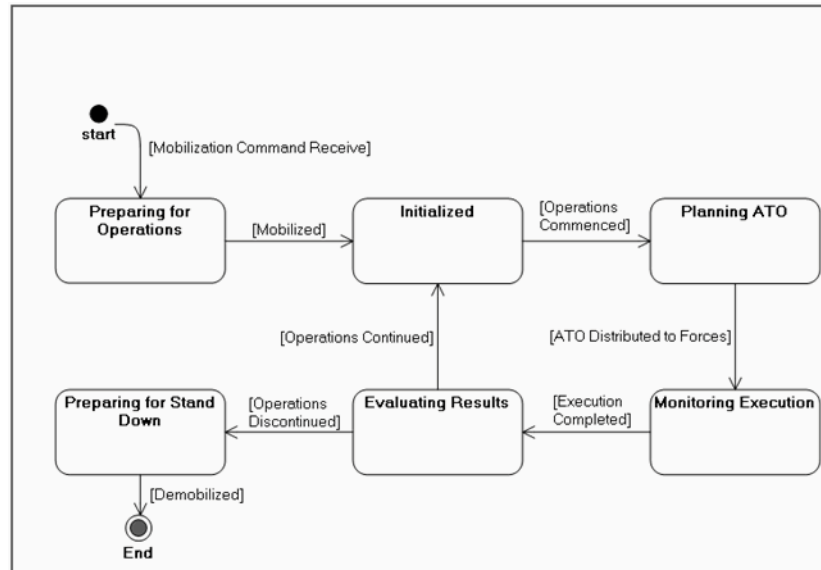 start
[Mobilization Command Receive]
Preparing for
Operations
[Mobilized]
Initialized
[Operations
Commenced]
Planning ATO
[Operations Continued]
[ATO Distributed to Forces]
Preparing for Stand
Down
[Operations
Discontinued]
Evaluating Results
[Execution
Completed]
Monitoring Execution
[Demobilized]
End